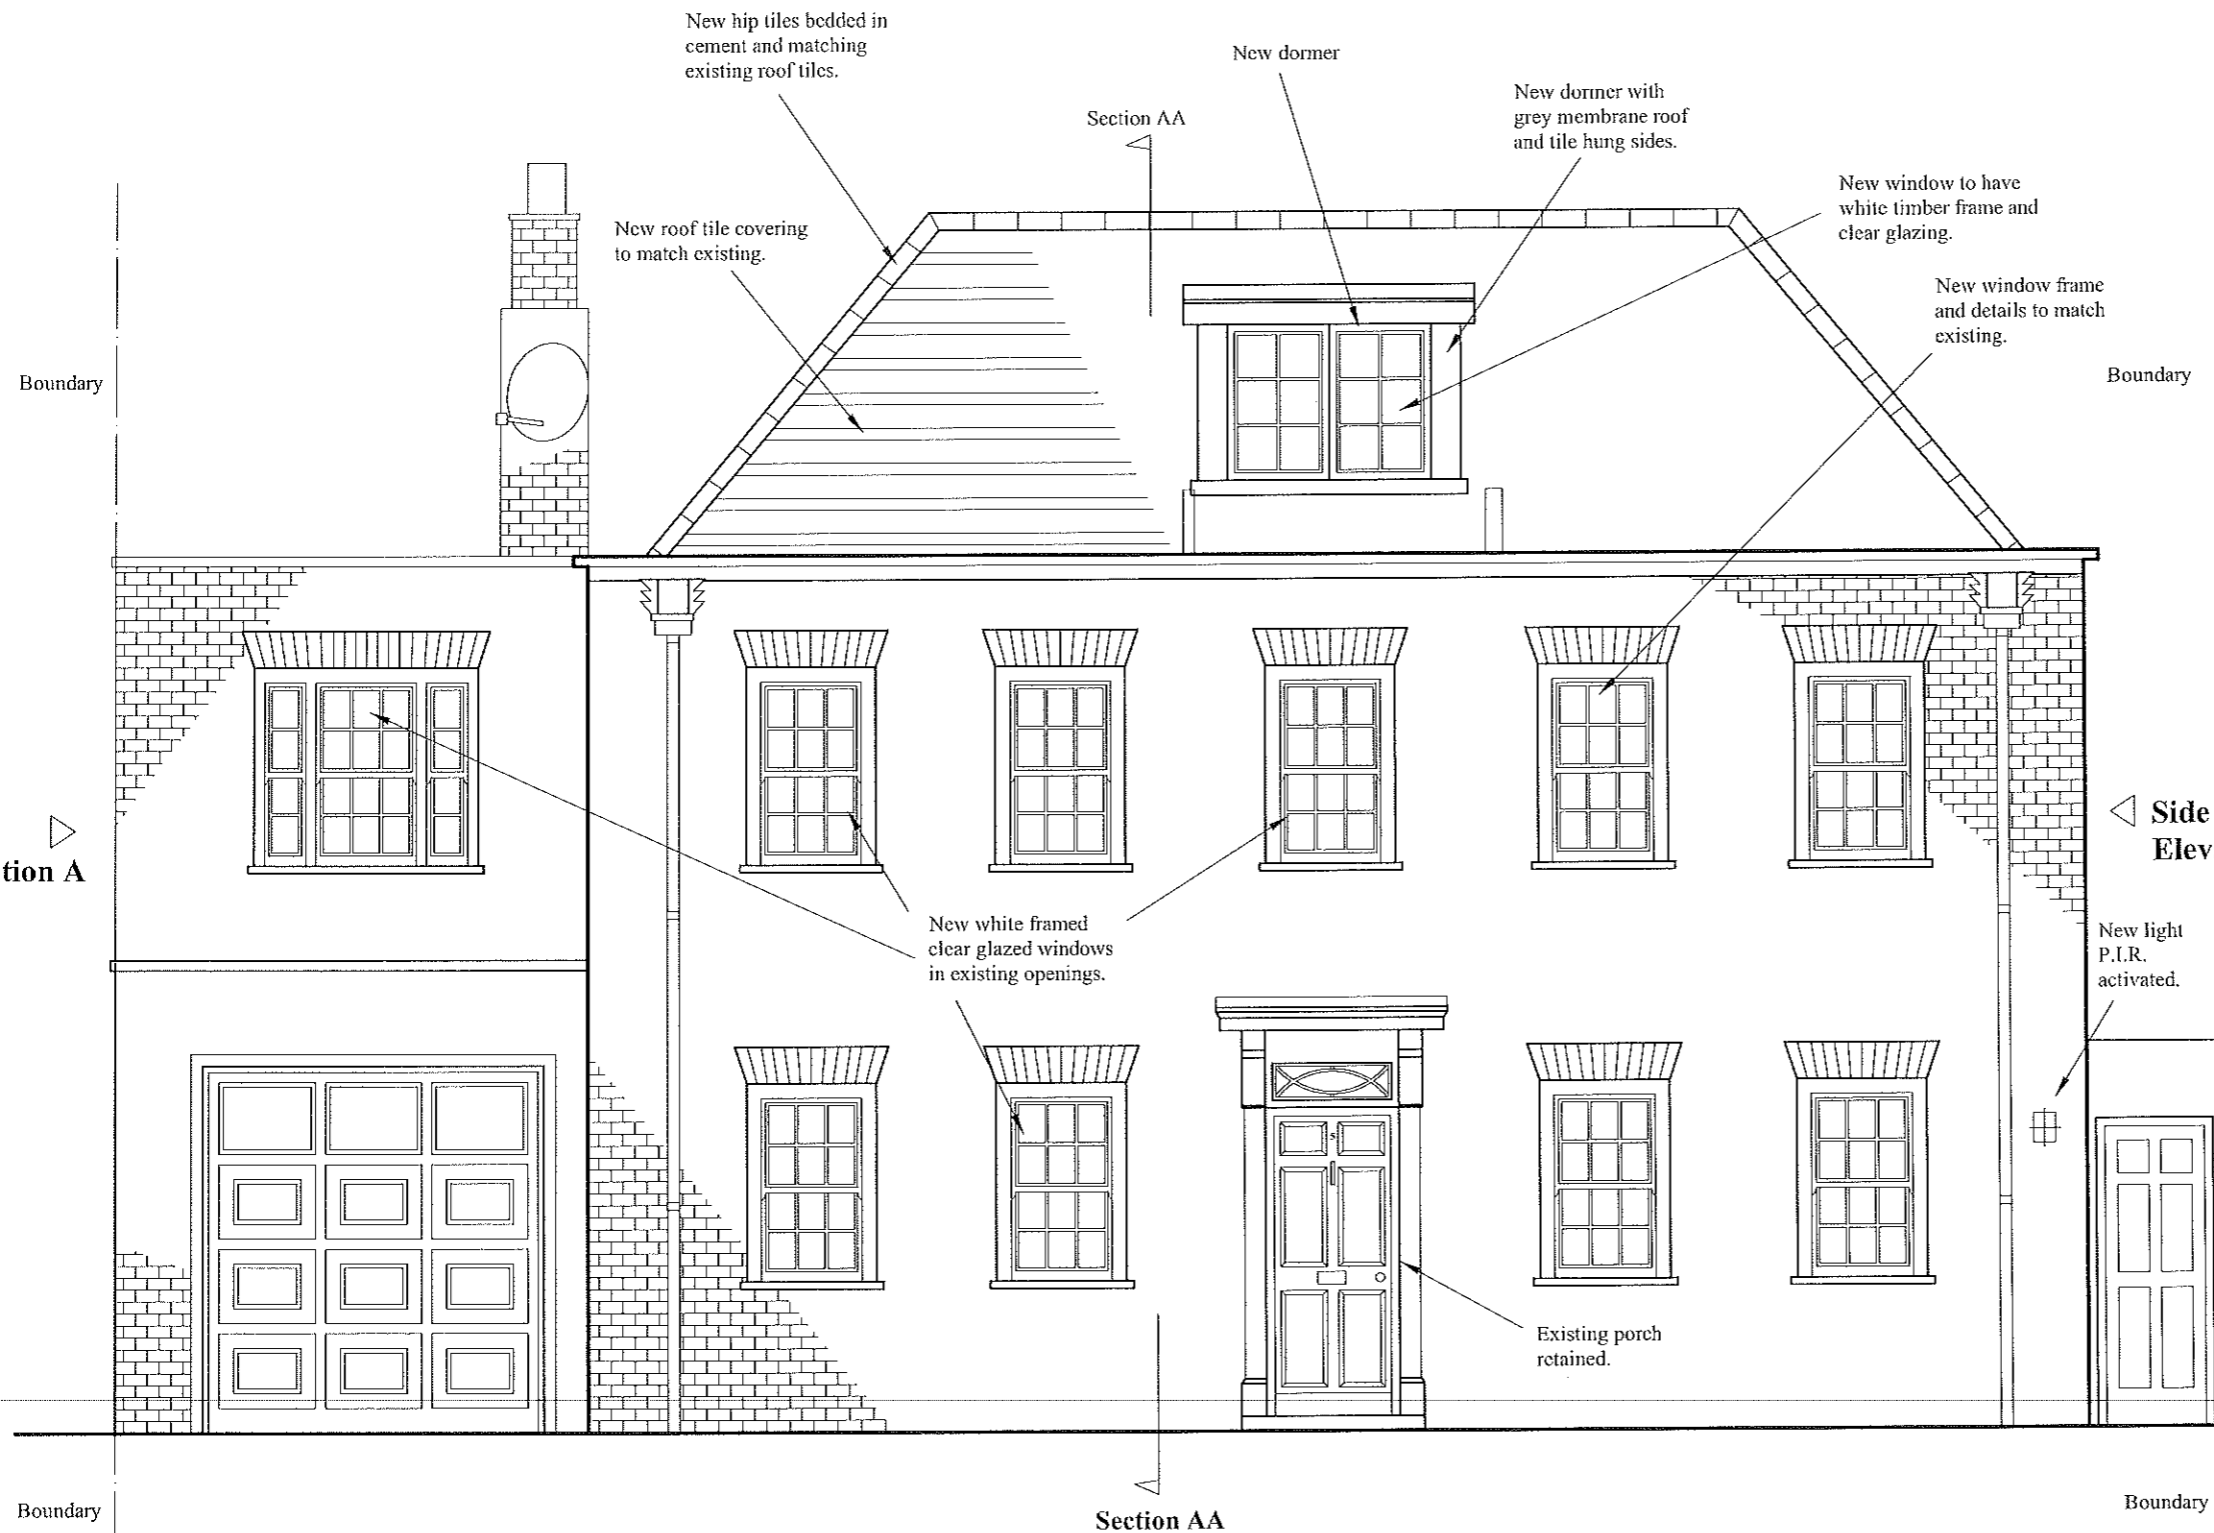 New hip tiles bedded in
cement and matching
existing roof tiles.
New dormer
New dormer with
grey membrane roof
and tile hung sides.
Section AA
New window to have
white timber frame and
clear glazing.
New roof tile covering
to match existing.
New window frame
and details to match
existing.
Boundary
Boundary
Side
Elev
tion A
New white framed
clear glazed windows
in existing openings.
New light
P.I.R.
activated.
5
Existing porch
retained.
Boundary
Boundary
Section AA